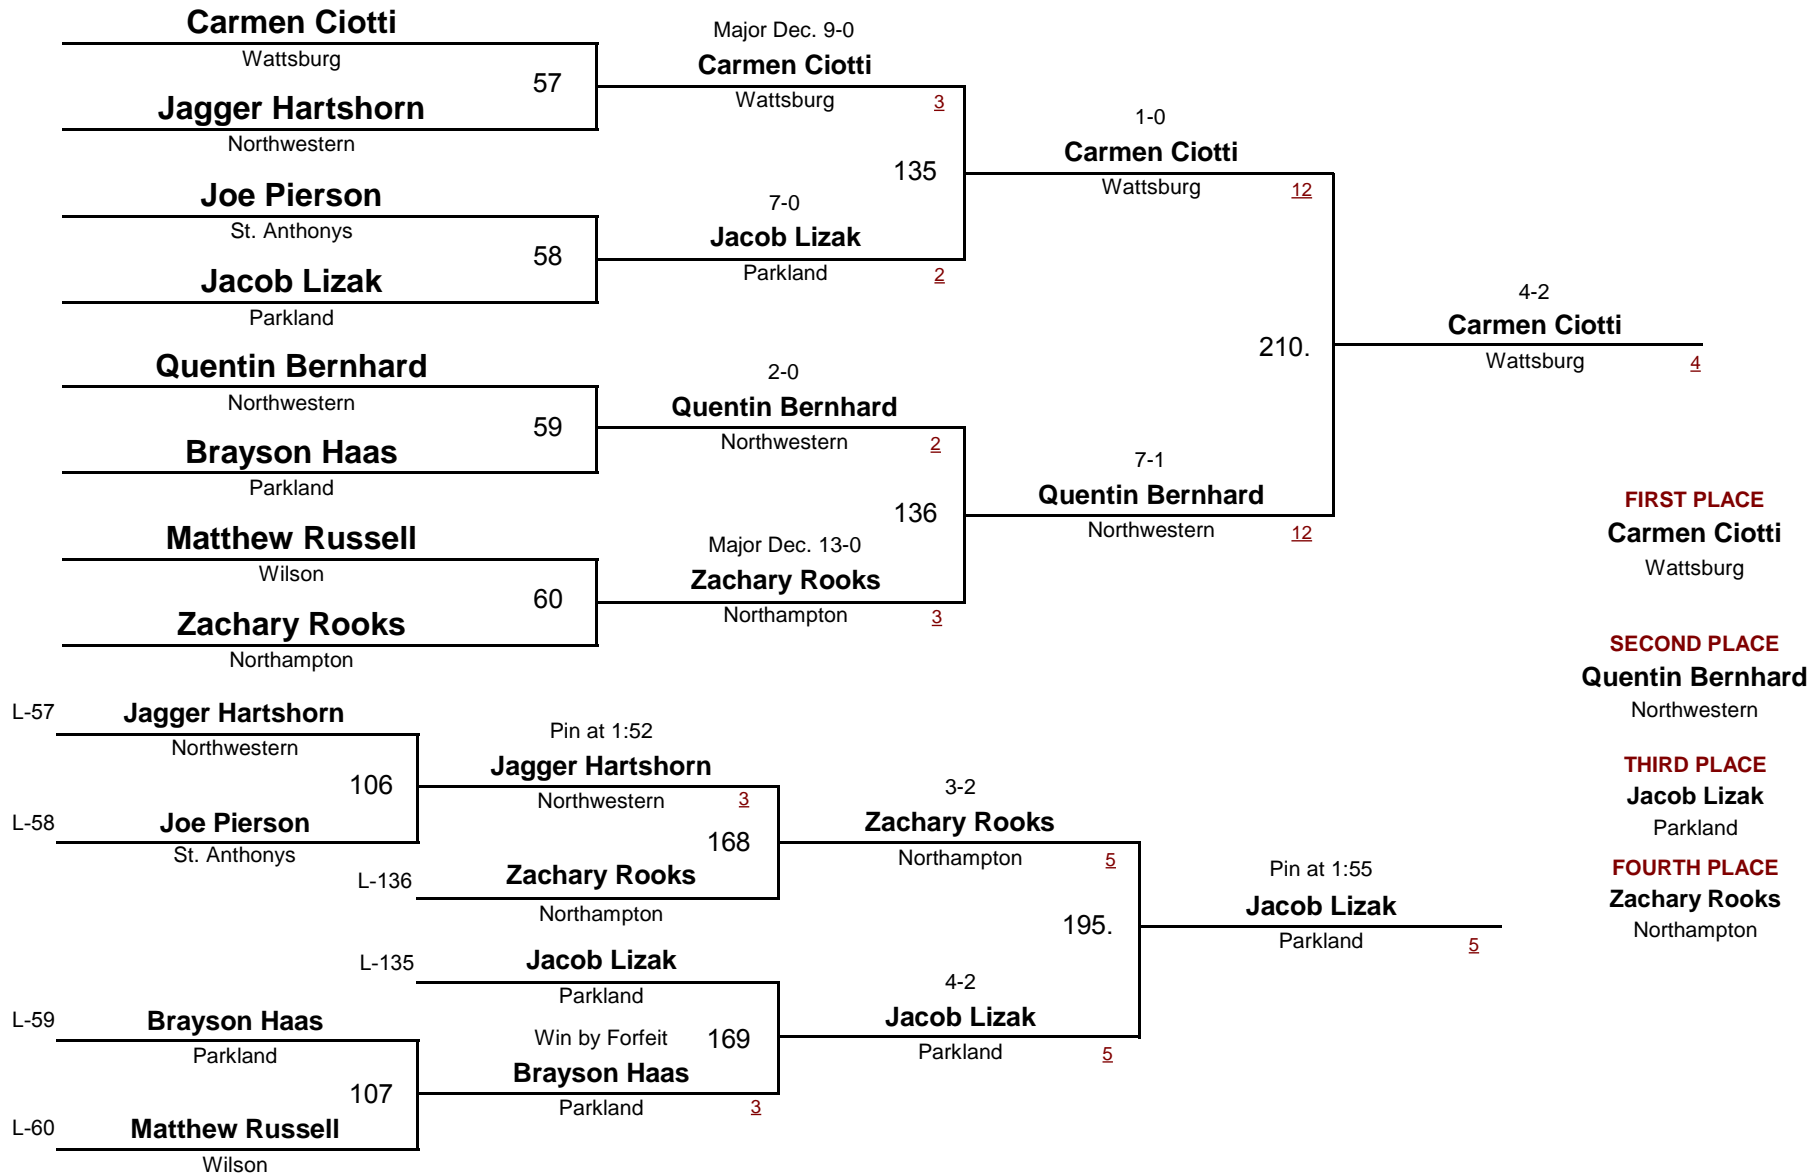 Carmen Ciotti
Wattsburg
57
Jagger Hartshorn
Northwestern
Major Dec. 9-0
Carmen Ciotti
Wattsburg
3
Joe Pierson
St. Anthonys
58
Jacob Lizak
Parkland
7-0
Jacob Lizak
Parkland
2
135
1-0
Carmen Ciotti
Wattsburg
12
Quentin Bernhard
Northwestern
59
Brayson Haas
Parkland
2-0
Quentin Bernhard
Northwestern
2
Matthew Russell
Wilson
60
Zachary Rooks
Northampton
Major Dec. 13-0
Zachary Rooks
Northampton
3
136
7-1
Quentin Bernhard
Northwestern
12
210.
4-2
Carmen Ciotti
Wattsburg
4
FIRST PLACE
Carmen Ciotti
Wattsburg
SECOND PLACE
Quentin Bernhard
Northwestern
THIRD PLACE
Jacob Lizak
Parkland
FOURTH PLACE
Zachary Rooks
Northampton
L-57
Jagger Hartshorn
Northwestern
106
L-58
Joe Pierson
St. Anthonys
Pin at 1:52
Jagger Hartshorn
Northwestern
3
168
L-136
Zachary Rooks
Northampton
3-2
Zachary Rooks
Northampton
5
L-135
Jacob Lizak
Parkland
L-59
Brayson Haas
Parkland
107
L-60
Matthew Russell
Wilson
Win by Forfeit
169
Brayson Haas
Parkland
3
4-2
Jacob Lizak
Parkland
5
195.
Pin at 1:55
Jacob Lizak
Parkland
5